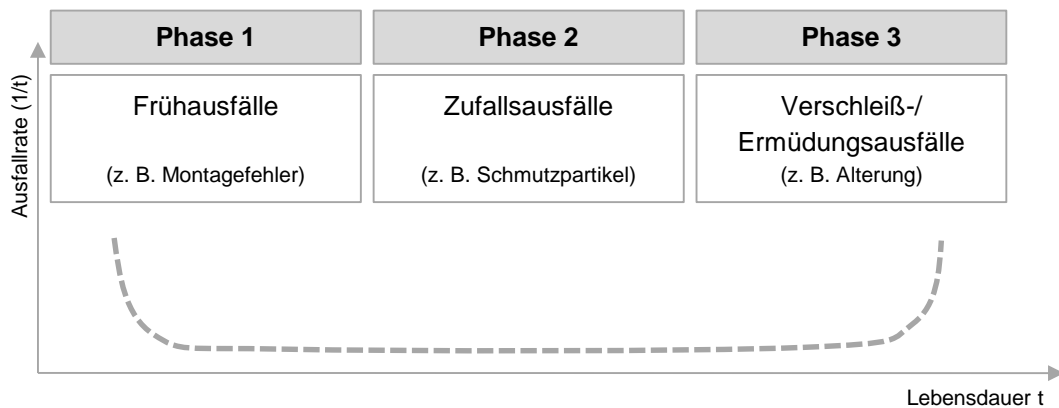 Phase 1
Phase 2
Phase 3
Ausfallrate (1/t)
Frühausfälle
(z. B. Montagefehler)
Zufallsausfälle
(z. B. Schmutzpartikel)
Verschleiß-/
Ermüdungsausfälle
(z. B. Alterung)
Lebensdauer t